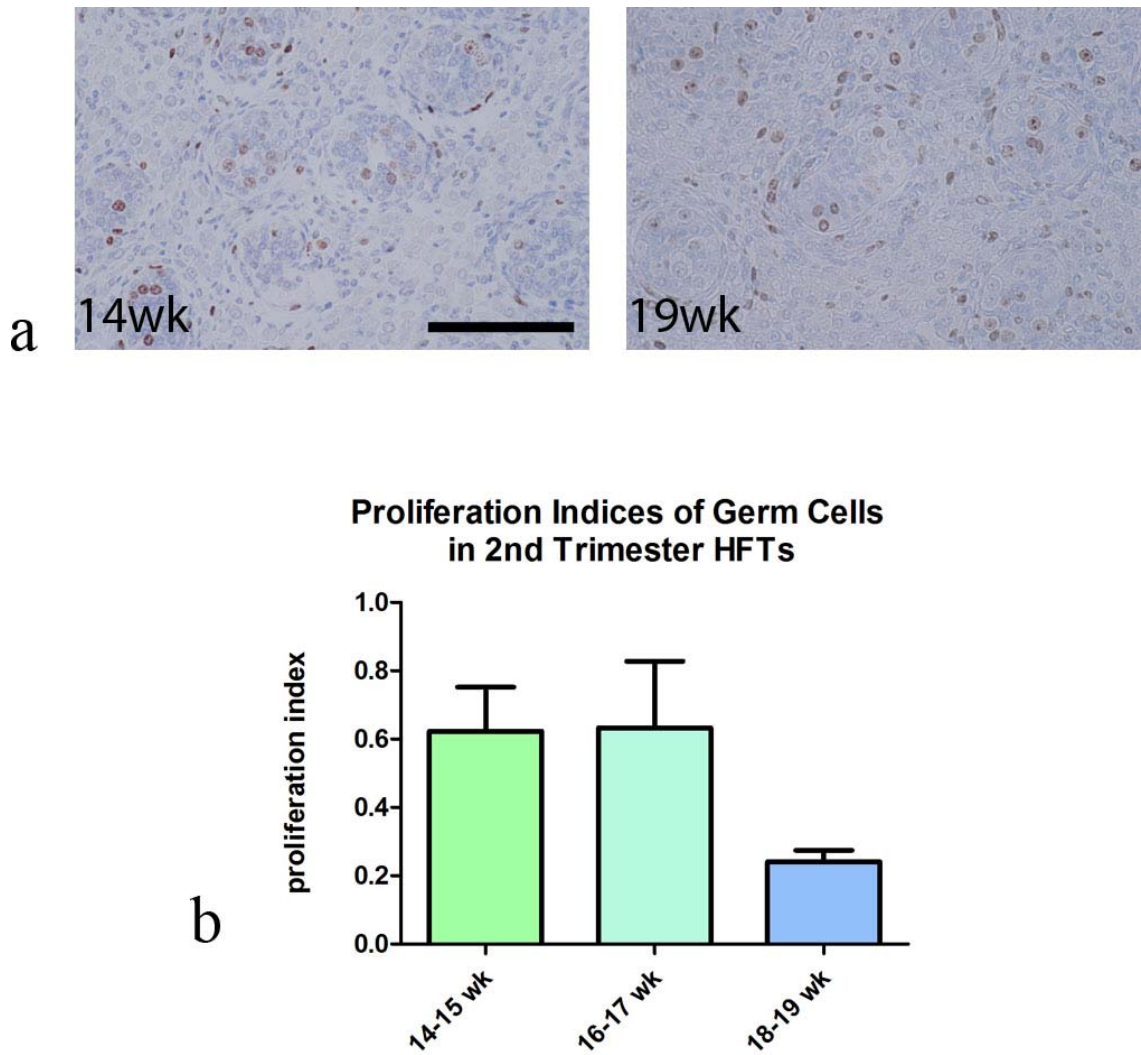 14wk
19wk
a
Proliferation Indices of Germ Cells
in 2nd Trimester HFTs
proliferation index
1.0
0.8
0.6
0.4
0.2
0.0
14-15 wk
16-17 wk
18-19 wk
b